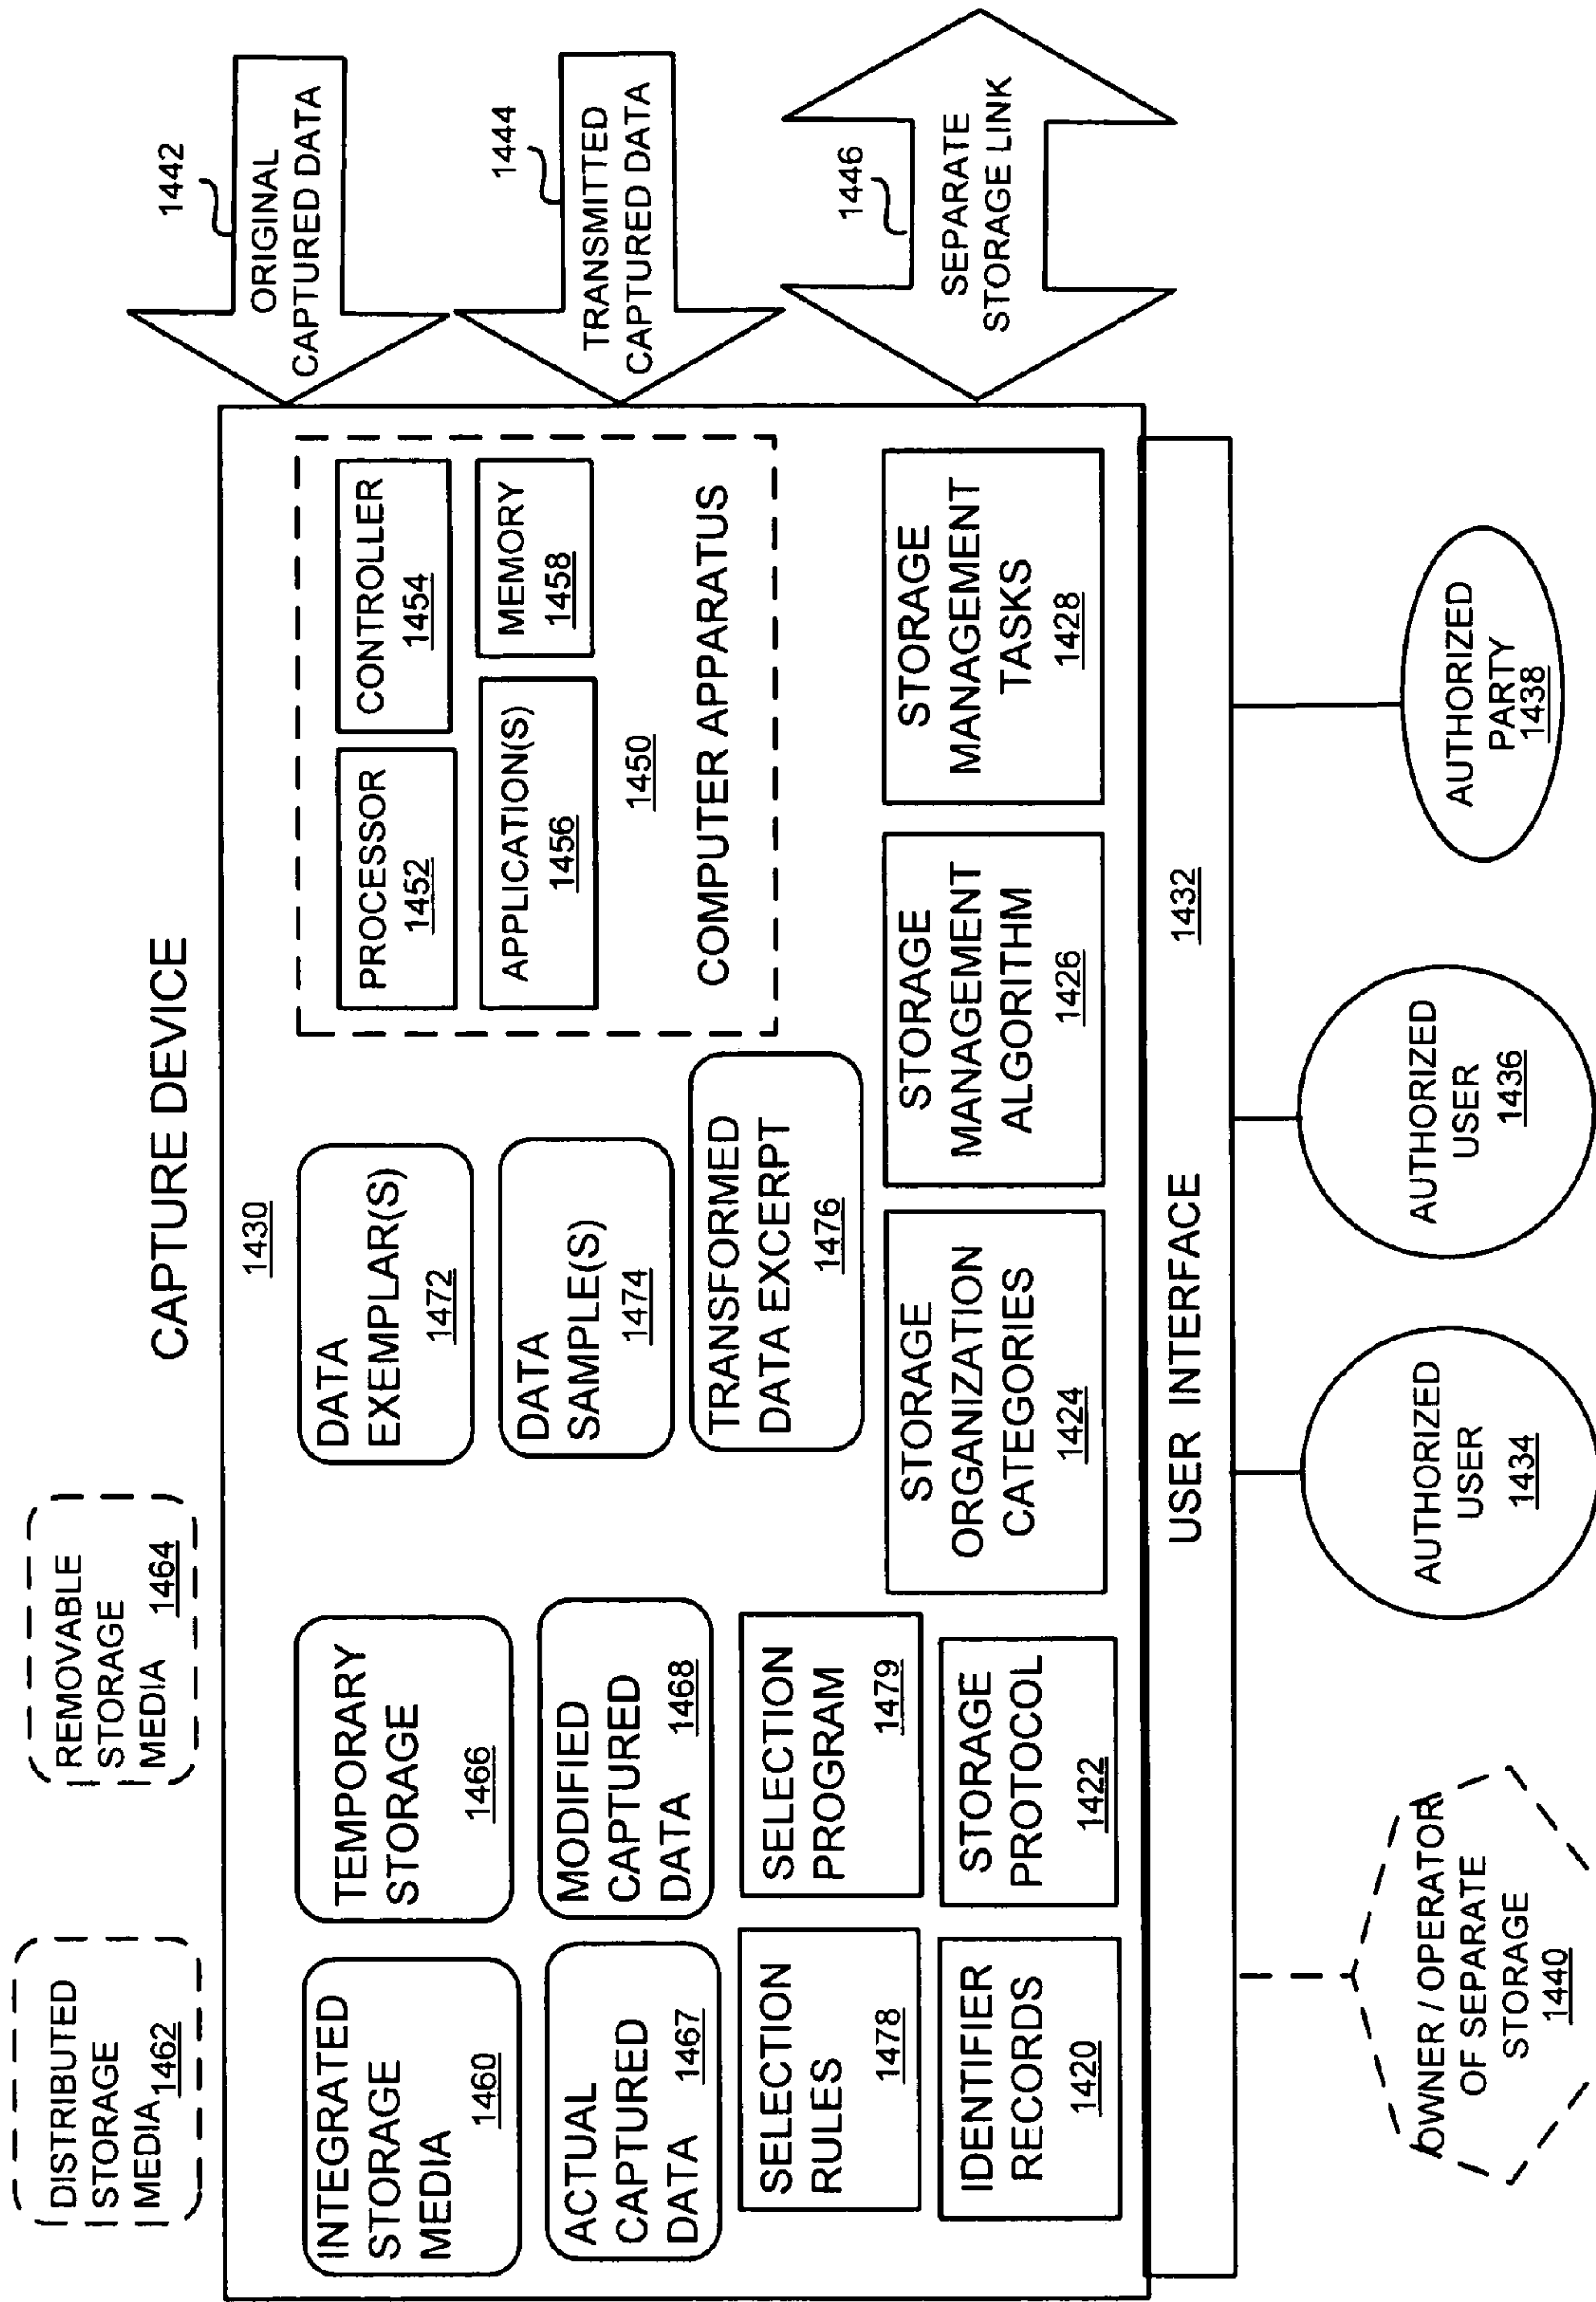 DISTRIBUTED
STORAGE
MEDIA 1462
REMOVABLE
STORAGE
MEDIA 1464
CAPTURE DEVICE
1430
INTEGRATED
STORAGE
MEDIA
1460
TEMPORARY
STORAGE
1466
DATA
EXEMPLAR(S)
1472
PROCESSOR
1452
CONTROLLER
1454
APPLICATION(S)
1456
MEMORY
1458
1450
COMPUTER APPARATUS
ACTUAL
CAPTURED
DATA 1467
MODIFIED
CAPTURED
DATA 1468
DATA
SAMPLE(S)
1474
TRANSFORMED
DATA EXCERPT
1476
SELECTION
RULES
1478
SELECTION
PROGRAM
1479
IDENTIFIER
RECORDS
1420
STORAGE
PROTOCOL
1422
STORAGE
ORGANIZATION
CATEGORIES
1424
STORAGE
MANAGEMENT
ALGORITHM
1426
STORAGE
MANAGEMENT
TASKS
1428
1442
ORIGINAL
CAPTURED DATA
1444
TRANSMITTED
CAPTURED DATA
1446
SEPARATE
STORAGE LINK
USER INTERFACE
1432
OWNER / OPERATOR
OF SEPARATE
STORAGE
1440
AUTHORIZED
USER
1434
AUTHORIZED
USER
1436
AUTHORIZED
PARTY
1438